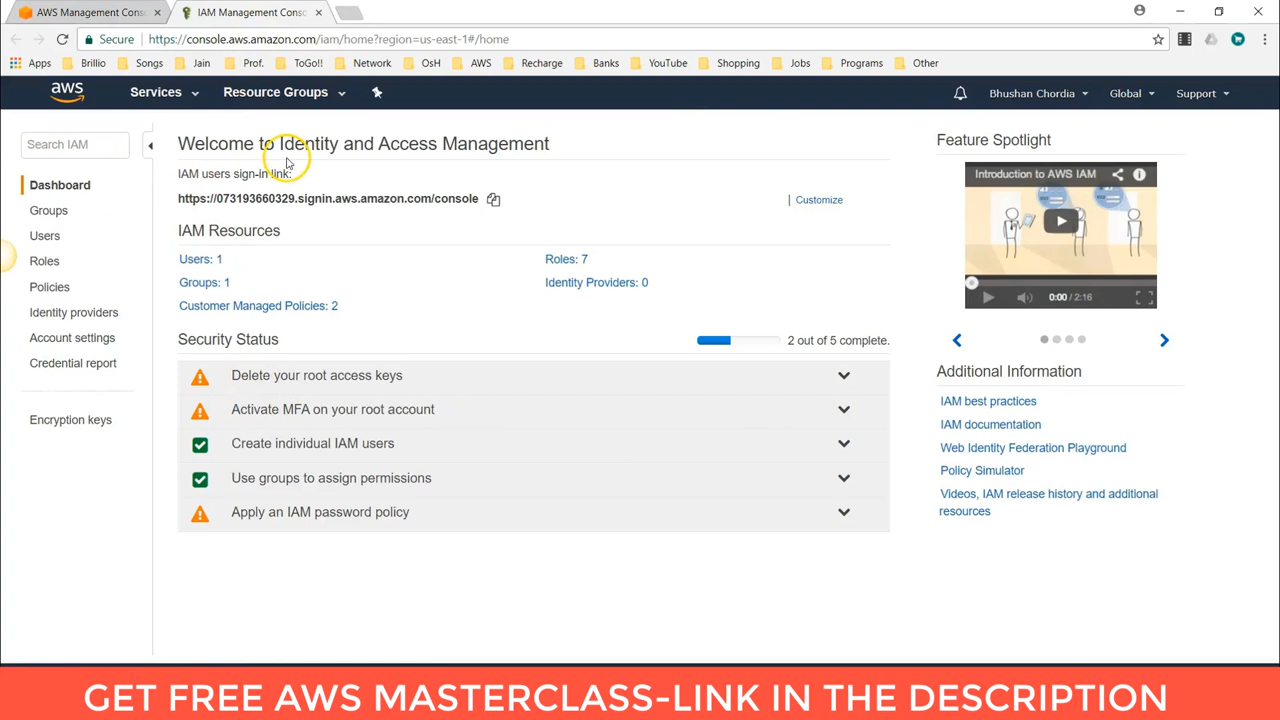 AWS Management Cons
IAM Management Conso
Secure
https://console.aws.amazon.com/iam/home?region=us-east-1#/home
Apps
Brillio
Songs
Jain
Prof.
ToGo!!
Network
OsH
AWS
Recharge
Banks
YouTube
Shopping
Jobs
Programs
Other
aws
Services
Resource Groups
Bhushan Chordia
Global
Support
Search IAM
Dashboard
Groups
Users
Roles
Policies
Identity providers
Account settings
Credential report
Encryption keys
Welcome to Identity and Access Management
IAM users sign-in link:
https://073193660329.signin.aws.amazon.com/console
| Customize
IAM Resources
Users: 1
Roles: 7
Groups: 1
Identity Providers: 0
Customer Managed Policies: 2
Security Status
2 out of 5 complete.
Delete your root access keys
Activate MFA on your root account
Create individual IAM users
Use groups to assign permissions
Apply an IAM password policy
Feature Spotlight
Introduction to AWS IAM
0:00 / 2:16
Additional Information
IAM best practices
IAM documentation
Web Identity Federation Playground
Policy Simulator
Videos, IAM release history and additional
resources
GET FREE AWS MASTERCLASS-LINK IN THE DESCRIPTION